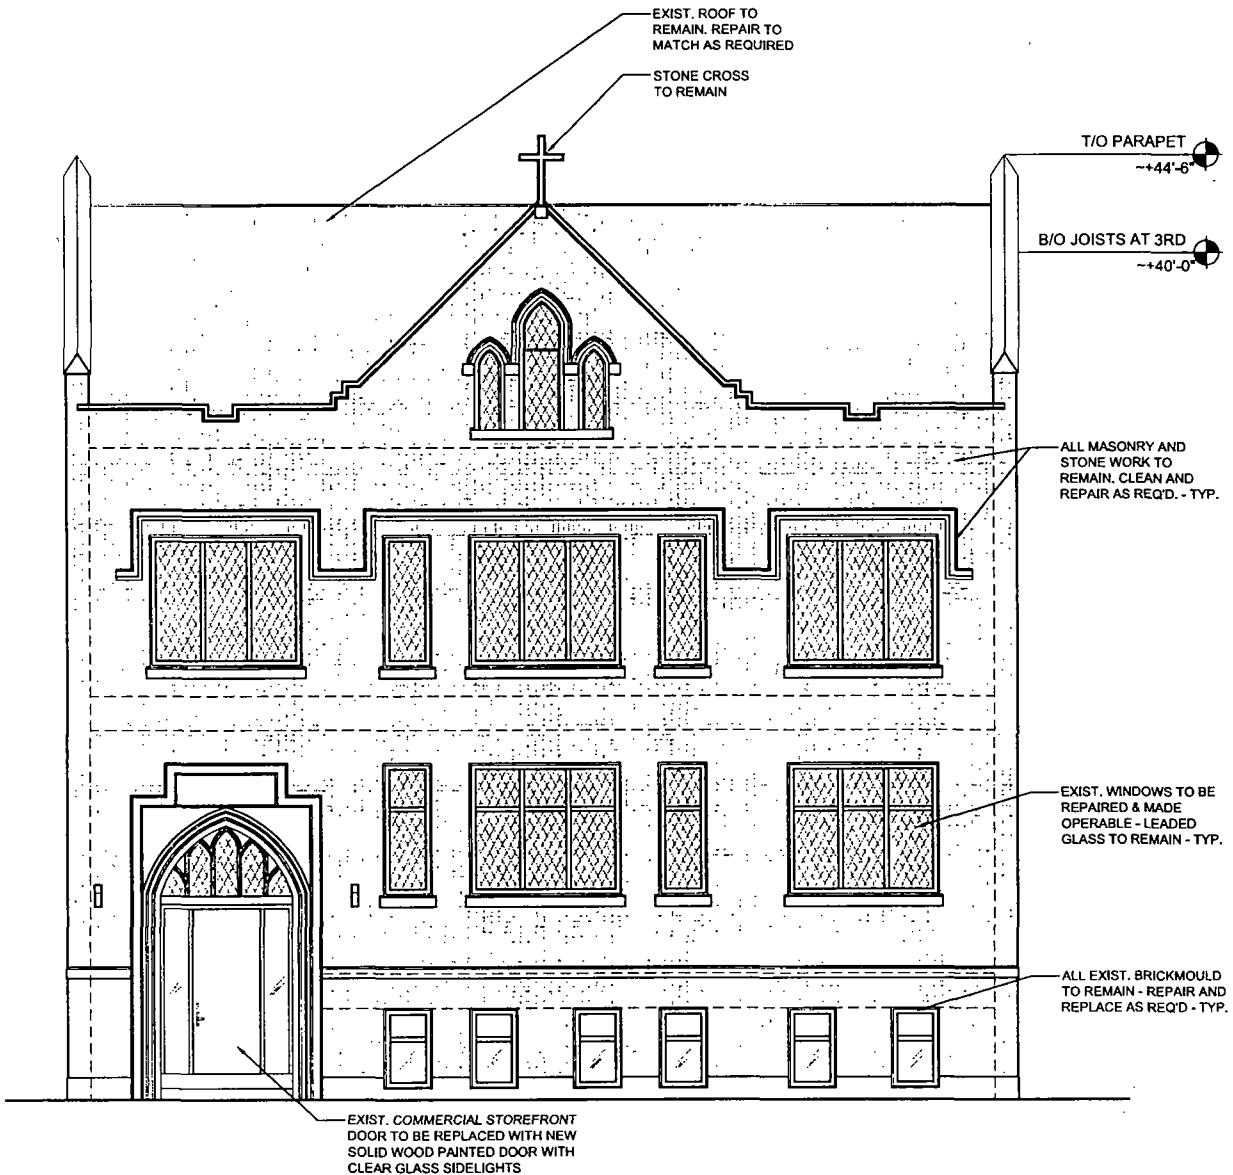 EXIST. ROOF TO
REMAIN. REPAIR TO
MATCH AS REQUIRED
STONE CROSS
TO REMAIN
T/O PARAPET
~+44'-6"
B/O JOISTS AT 3RD
~+40'-0"
ALL MASONRY AND
STONE WORK TO
REMAIN. CLEAN AND
REPAIR AS REQ'D. - TYP.
EXIST. WINDOWS TO BE
REPAIRED & MADE
OPERABLE - LEADED
GLASS TO REMAIN - TYP.
ALL EXIST. BRICKMOULD
TO REMAIN - REPAIR AND
REPLACE AS REQ'D - TYP.
EXIST. COMMERCIAL STOREFRONT
DOOR TO BE REPLACED WITH NEW
SOLID WOOD PAINTED DOOR WITH
CLEAR GLASS SIDELIGHTS